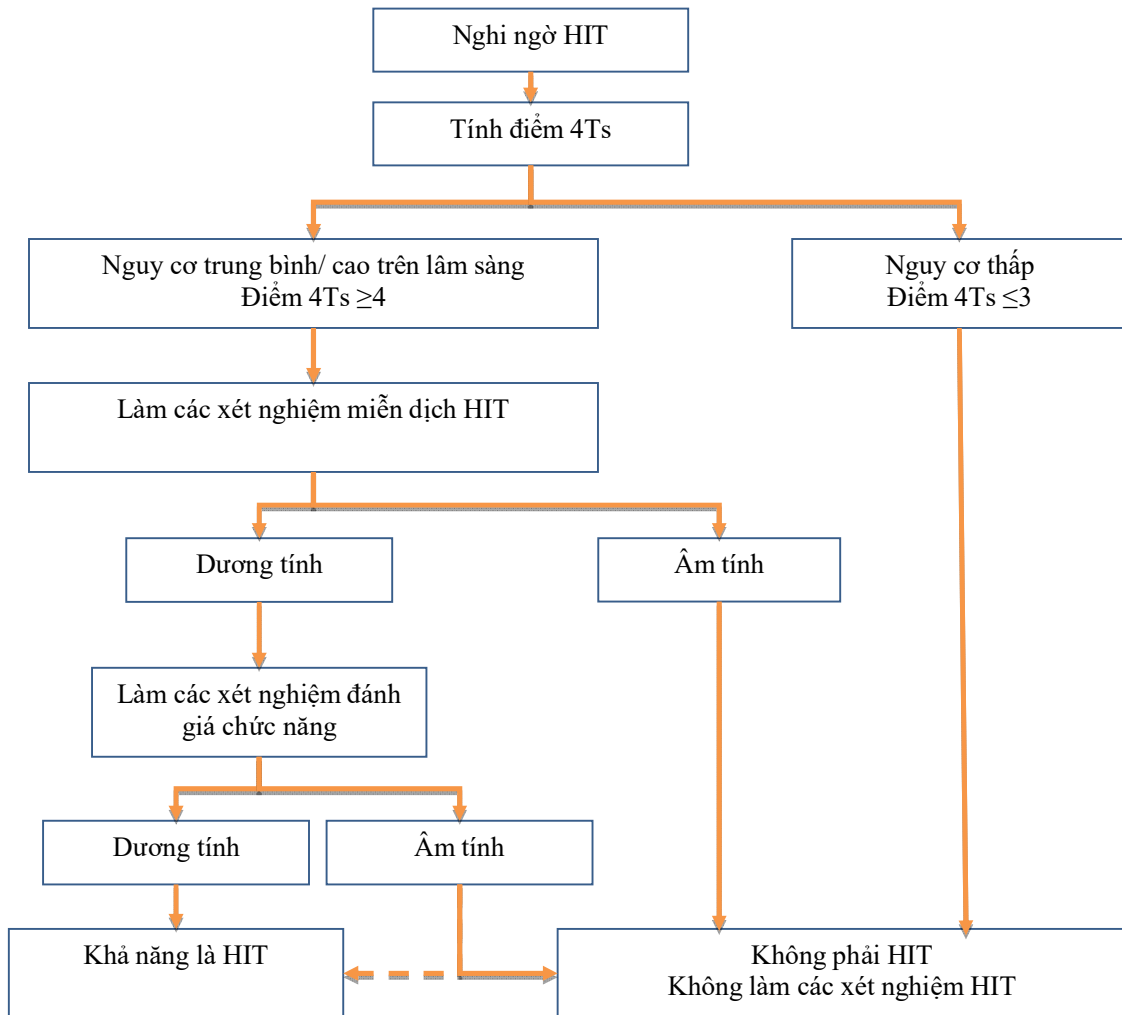 Nghi ngờ HIT
Tính điểm 4Ts
Nguy cơ trung bình/ cao trên lâm sàng
Điểm 4Ts ≥4
Nguy cơ thấp
Điểm 4Ts ≤3
Làm các xét nghiệm miễn dịch HIT
Dương tính
Âm tính
Làm các xét nghiệm đánh
giá chức năng
Dương tính
Âm tính
Khả năng là HIT
Không phải HIT
Không làm các xét nghiệm HIT